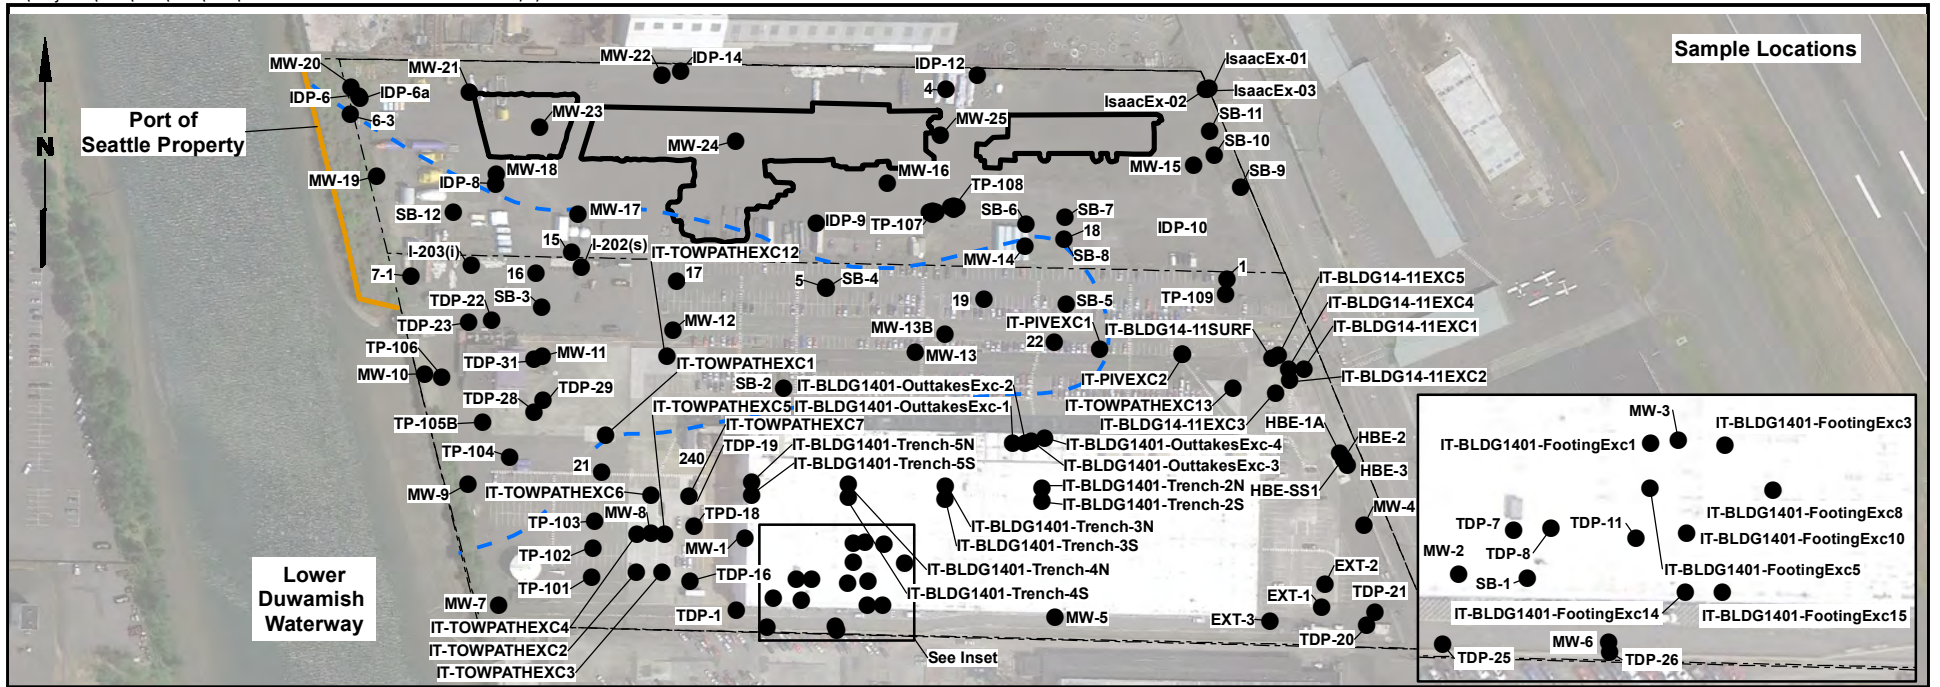 Sample Locations
N
Port of
Seattle Property
Lower
Duwamish
Waterway
MW-20
IDP-6
IDP-6a
6-3
MW-21
MW-22
IDP-14
IDP-12
4
IsaacEx-01
IsaacEx-02
IsaacEx-03
SB-11
SB-10
MW-23
MW-24
MW-25
MW-15
SB-9
MW-19
MW-18
IDP-8
MW-16
TP-108
SB-12
MW-17
IDP-9
TP-107
SB-6
SB-7
18
IDP-10
15
I-202(s)
I-203(i)
IT-TOWPATHEXC12
MW-14
SB-8
7-1
16
17
5
SB-4
1
TP-109
IT-BLDG14-11EXC5
IT-BLDG14-11EXC4
IT-BLDG14-11EXC1
TDP-22
SB-3
19
SB-5
TDP-23
MW-12
MW-13B
IT-PIVEXC1
IT-BLDG14-11SURF
22
TP-106
TDP-31
MW-11
MW-13
MW-10
IT-TOWPATHEXC1
IT-PIVEXC2
IT-BLDG14-11EXC2
SB-2
IT-BLDG1401-OuttakesExc-2
TDP-29
TDP-28
IT-TOWPATHEXC5
IT-BLDG1401-OuttakesExc-1
IT-TOWPATHEXC13
IT-BLDG14-11EXC3
TP-105B
IT-TOWPATHEXC7
HBE-1A
HBE-2
TDP-19
IT-BLDG1401-Trench-5N
IT-BLDG1401-OuttakesExc-4
TP-104
21
240
IT-BLDG1401-Trench-5S
IT-BLDG1401-OuttakesExc-3
HBE-3
MW-9
IT-TOWPATHEXC6
IT-BLDG1401-Trench-2N
HBE-SS1
IT-BLDG1401-Trench-2S
MW-8
TPD-18
MW-4
TP-103
IT-BLDG1401-Trench-3N
MW-1
IT-BLDG1401-Trench-3S
TP-102
IT-BLDG1401-Trench-4N
EXT-2
TP-101
TDP-16
IT-BLDG1401-Trench-4S
EXT-1
TDP-21
MW-7
TDP-1
MW-5
EXT-3
IT-TOWPATHEXC4
TDP-20
IT-TOWPATHEXC2
See Inset
IT-TOWPATHEXC3
MW-3
IT-BLDG1401-FootingExc3
IT-BLDG1401-FootingExc1
IT-BLDG1401-FootingExc8
TDP-7
TDP-11
IT-BLDG1401-FootingExc10
MW-2
TDP-8
IT-BLDG1401-FootingExc5
SB-1
IT-BLDG1401-FootingExc14
IT-BLDG1401-FootingExc15
MW-6
TDP-25
TDP-26